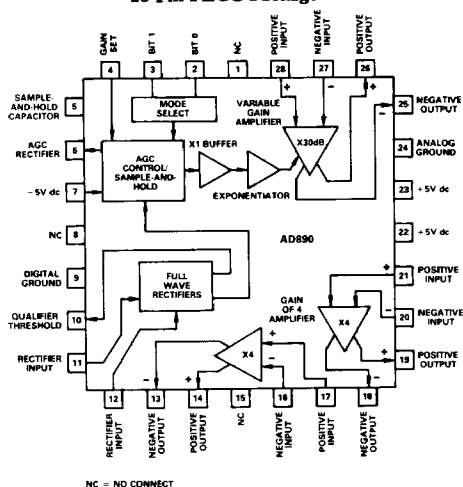 GAIN SET
BIT 1
BIT 0
NC
POSITIVE INPUT
NEGATIVE INPUT
POSITIVE OUTPUT
4
3
2
1
28
27
26
SAMPLE-
AND-HOLD
CAPACITOR
5
MODE
SELECT
VARIABLE
GAIN
AMPLIFIER
+
-
+
-
25
NEGATIVE
OUTPUT
AGC
RECTIFIER
6
AGC
CONTROL/
SAMPLE-AND-
HOLD
X1 BUFFER
X30dB
24
ANALOG
GROUND
-5V dc
7
EXPONENTIATOR
23
+5V dc
NC
8
AD890
22
+5V dc
DIGITAL
GROUND
9
FULL
WAVE
RECTIFIERS
+
21
POSITIVE
INPUT
QUALIFIER
THRESHOLD
10
GAIN
OF 4
AMPLIFIER
-
20
NEGATIVE
INPUT
RECTIFIER
INPUT
11
X4
+
-
X4
+
19
POSITIVE
OUTPUT
-
+
-
12
13
14
15
16
17
18
RECTIFIER INPUT
NEGATIVE OUTPUT
POSITIVE OUTPUT
NC
NEGATIVE INPUT
POSITIVE INPUT
NEGATIVE OUTPUT
NC = NO CONNECT